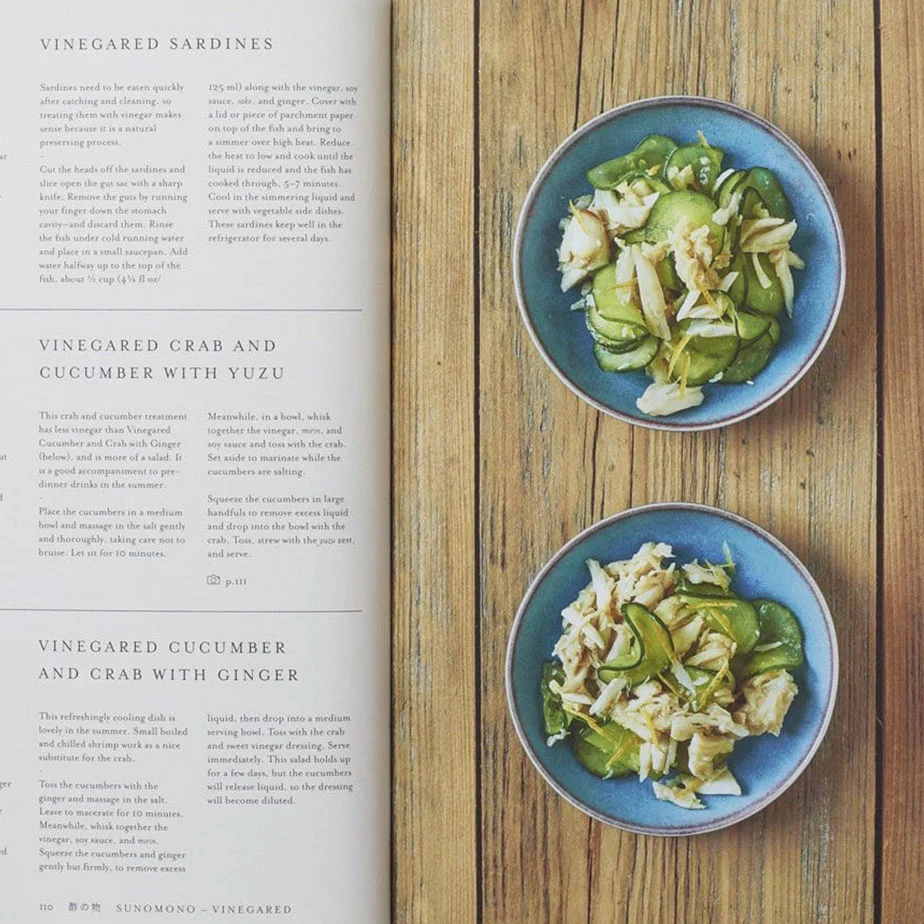 VINEGARED SARDINES
Sardines need to be eaten quickly
after catching and cleaning, so
treating them with vinegar makes
sense because it is a natural
preserving process.
-
Cut the heads off the sardines and
slice open the gut sac with a sharp
knife. Remove the guts by running
your finger down the stomach
cavity—and discard them. Rinse
the fish under cold running water
and place in a small saucepan. Add
water halfway up to the top of the
fish, about ½ cup (4¼ fl oz/
125 ml) along with the vinegar, soy
sauce, sake, and ginger. Cover with
a lid or piece of parchment paper
on top of the fish and bring to
a simmer over high heat. Reduce
the heat to low and cook until the
liquid is reduced and the fish has
cooked through, 5–7 minutes.
Cool in the simmering liquid and
serve with vegetable side dishes.
These sardines keep well in the
refrigerator for several days.
VINEGARED CRAB AND
CUCUMBER WITH YUZU
This crab and cucumber treatment
has less vinegar than Vinegared
Cucumber and Crab with Ginger
(below), and is more of a salad. It
is a good accompaniment to pre-
dinner drinks in the summer.
-
Place the cucumbers in a medium
bowl and massage in the salt gently
and thoroughly, taking care not to
bruise. Let sit for 10 minutes.
Meanwhile, in a bowl, whisk
together the vinegar, mirin, and
soy sauce and toss with the crab.
Set aside to marinate while the
cucumbers are salting.
Squeeze the cucumbers in large
handfuls to remove excess liquid
and drop into the bowl with the
crab. Toss, strew with the yuzu zest,
and serve.
p.111
VINEGARED CUCUMBER
AND CRAB WITH GINGER
This refreshingly cooling dish is
lovely in the summer. Small boiled
and chilled shrimp work as a nice
substitute for the crab.
-
Toss the cucumbers with the
ginger and massage in the salt.
Leave to macerate for 10 minutes.
Meanwhile, whisk together the
vinegar, soy sauce, and mirin.
Squeeze the cucumbers and ginger
gently but firmly, to remove excess
liquid, then drop into a medium
serving bowl. Toss with the crab
and sweet vinegar dressing. Serve
immediately. This salad holds up
for a few days, but the cucumbers
will release liquid, so the dressing
will become diluted.
110 酢の物 SUNOMONO – VINEGARED